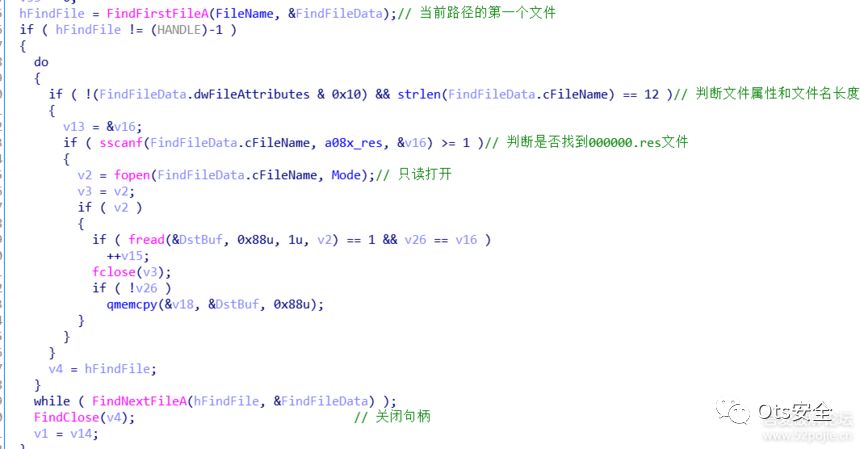 hFindFile = FindFirstFileA(FileName, &FindFileData);// 当前路径的第一个文件
if ( hFindFile != (HANDLE)-1 )
{
do
{
if ( !(FindFileData.dwFileAttributes & 0x10) && strlen(FindFileData.cFileName) == 12 )// 判断文件属性和文件名长度
{
v13 = &v16;
if ( sscanf(FindFileData.cFileName, a08x_res, &v16) >= 1 )// 判断是否找到000000.res文件
{
v2 = fopen(FindFileData.cFileName, Mode);// 只读打开
v3 = v2;
if ( v2 )
{
if ( fread(&DstBuf, 0x88u, 1u, v2) == 1 && v26 == v16 )
++v15;
fclose(v3);
if ( !v26 )
qmemcpy(&v18, &DstBuf, 0x88u);
}
}
}
v4 = hFindFile;
}
while ( FindNextFileA(hFindFile, &FindFileData) );
FindClose(v4); // 关闭句柄
v1 = v14;
Ots安全
www.52pojie.cn